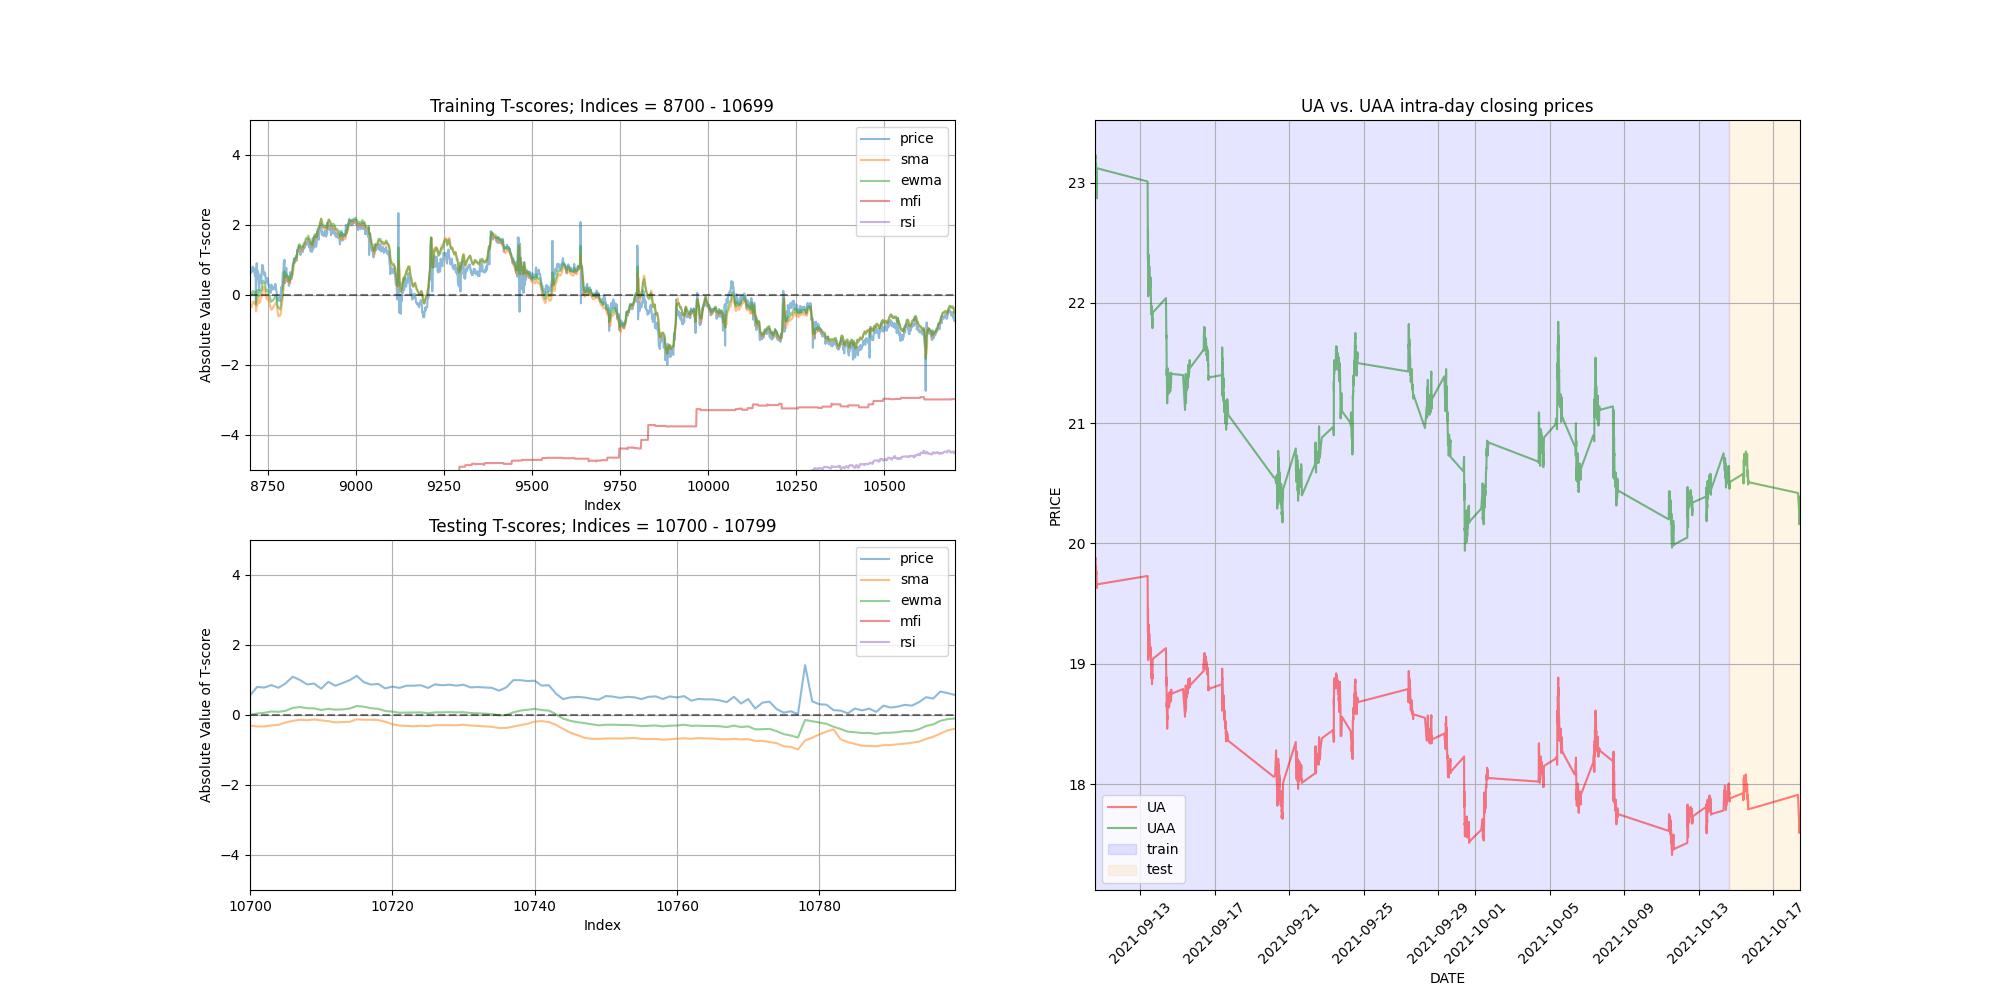 Training T-scores; Indices = 8700 - 10699
Absolute Value of T-score
4
2
0
−2
−4
price
sma
ewma
mfi
rsi
8750
9000
9250
9500
9750
10000
10250
10500
Index
Testing T-scores; Indices = 10700 - 10799
Absolute Value of T-score
4
2
0
−2
−4
price
sma
ewma
mfi
rsi
10700
10720
10740
10760
10780
Index
UA vs. UAA intra-day closing prices
PRICE
23
22
21
20
19
18
UA
UAA
train
test
2021-09-13
2021-09-17
2021-09-21
2021-09-25
2021-09-29
2021-10-01
2021-10-05
2021-10-09
2021-10-13
2021-10-17
DATE